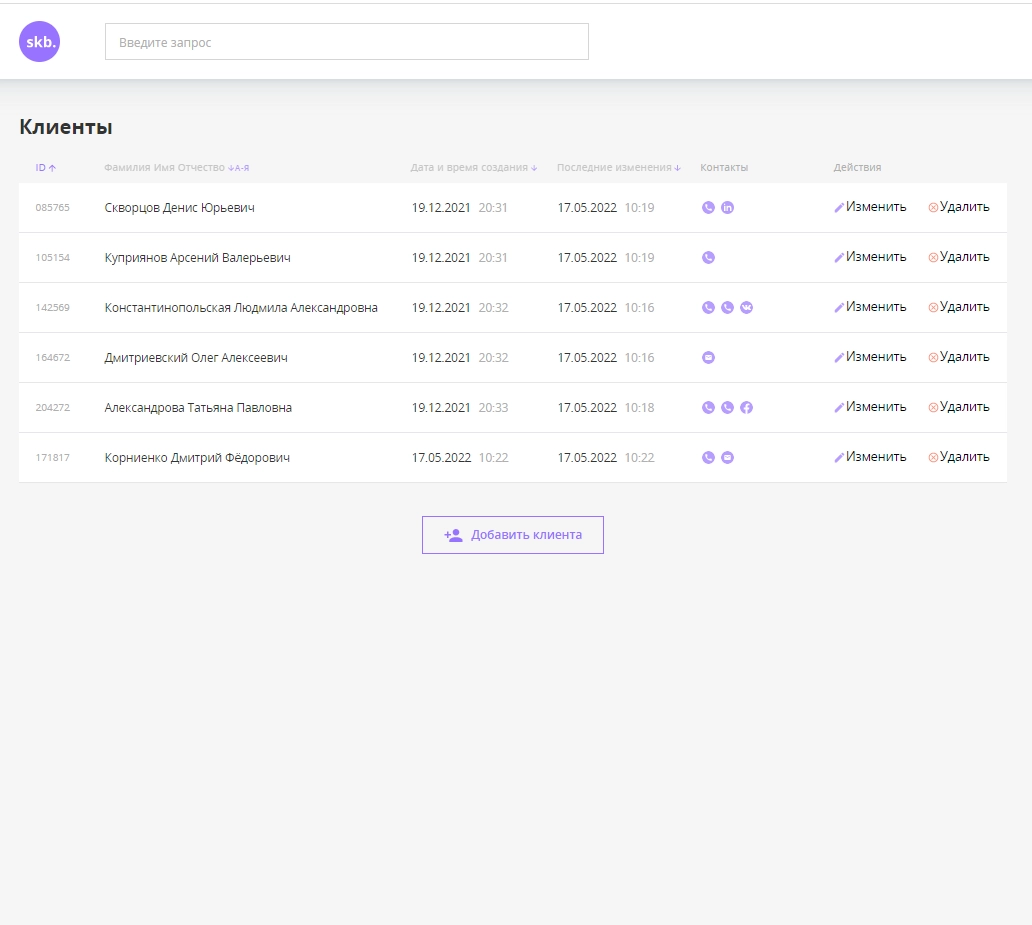 skb.
Введите запрос
Клиенты
ID Фамилия Имя Отчество А-Я Дата и время создания Последние изменения Контакты Действия
085765 Скворцов Денис Юрьевич 19.12.2021 20:31 17.05.2022 10:19 in Изменить Удалить
105154 Куприянов Арсений Валерьевич 19.12.2021 20:31 17.05.2022 10:19 Изменить Удалить
142569 Константинопольская Людмила Александровна 19.12.2021 20:32 17.05.2022 10:16 Изменить Удалить
164672 Дмитриевский Олег Алексеевич 19.12.2021 20:32 17.05.2022 10:16 Изменить Удалить
204272 Александрова Татьяна Павловна 19.12.2021 20:33 17.05.2022 10:18 Изменить Удалить
171817 Корниенко Дмитрий Фёдорович 17.05.2022 10:22 17.05.2022 10:22 Изменить Удалить
Добавить клиента